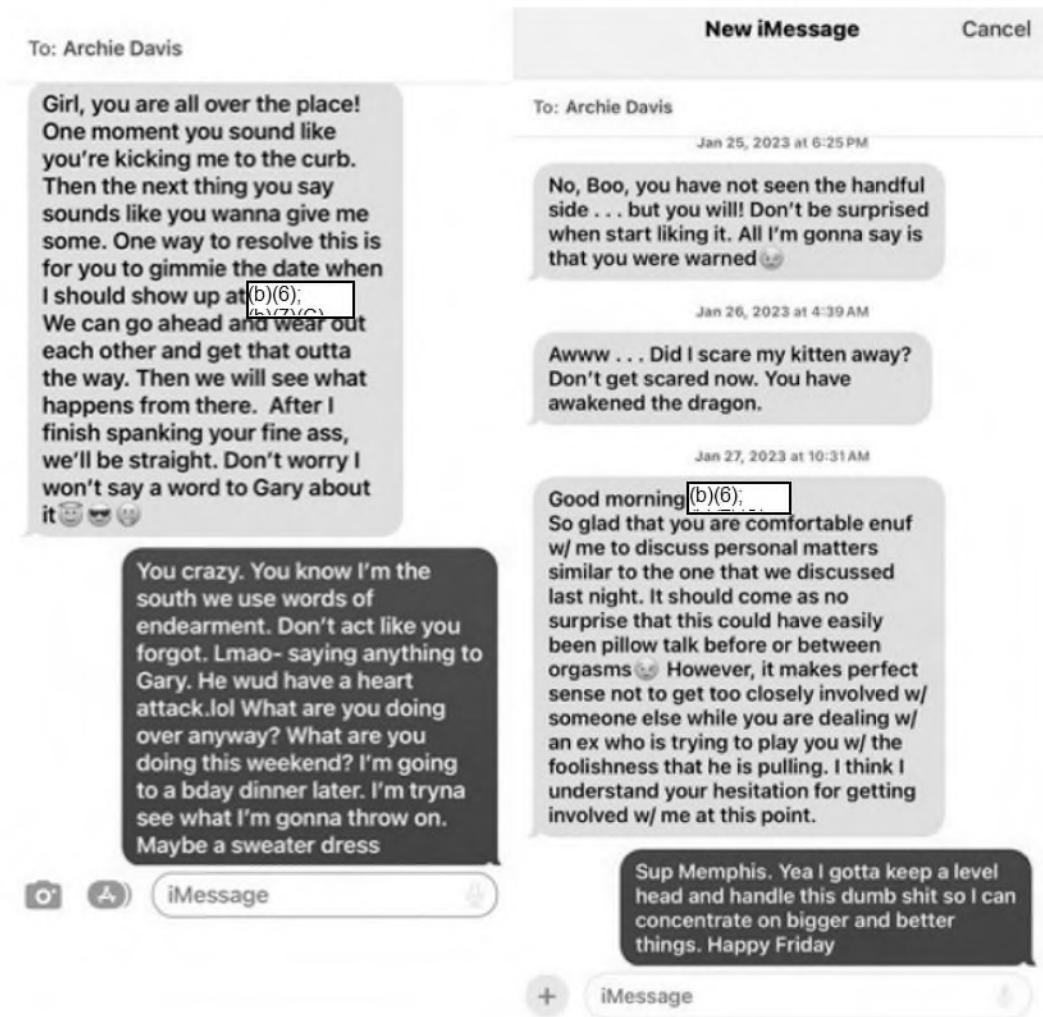 To: Archie Davis
Girl, you are all over the place!
One moment you sound like
you're kicking me to the curb.
Then the next thing you say
sounds like you wanna give me
some. One way to resolve this is
for you to gimmie the date when
I should show up at (b)(6);
(b)(7)(C)
We can go ahead and wear out
each other and get that outta
the way. Then we will see what
happens from there. After I
finish spanking your fine ass,
we'll be straight. Don't worry I
won't say a word to Gary about
it
You crazy. You know I'm the
south we use words of
endearment. Don't act like you
forgot. Lmao- saying anything to
Gary. He wud have a heart
attack.lol What are you doing
over anyway? What are you
doing this weekend? I'm going
to a bday dinner later. I'm tryna
see what I'm gonna throw on.
Maybe a sweater dress
iMessage
New iMessage
Cancel
To: Archie Davis
Jan 25, 2023 at 6:25 PM
No, Boo, you have not seen the handful
side . . . but you will! Don't be surprised
when start liking it. All I'm gonna say is
that you were warned
Jan 26, 2023 at 4:39 AM
Awww . . . Did I scare my kitten away?
Don't get scared now. You have
awakened the dragon.
Jan 27, 2023 at 10:31 AM
Good morning (b)(6);
So glad that you are comfortable enuf
w/ me to discuss personal matters
similar to the one that we discussed
last night. It should come as no
surprise that this could have easily
been pillow talk before or between
orgasms However, it makes perfect
sense not to get too closely involved w/
someone else while you are dealing w/
an ex who is trying to play you w/ the
foolishness that he is pulling. I think I
understand your hesitation for getting
involved w/ me at this point.
Sup Memphis. Yea I gotta keep a level
head and handle this dumb shit so I can
concentrate on bigger and better
things. Happy Friday
iMessage